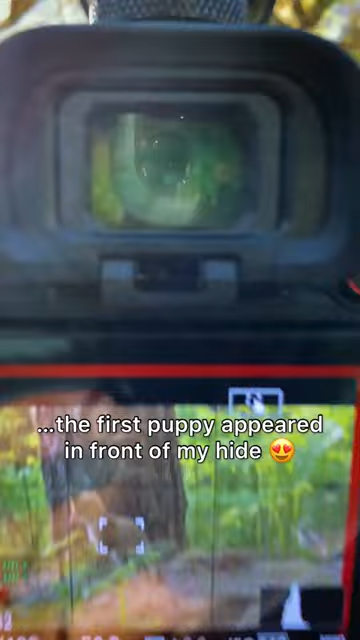 ...the first puppy appeared
in front of my hide 😍